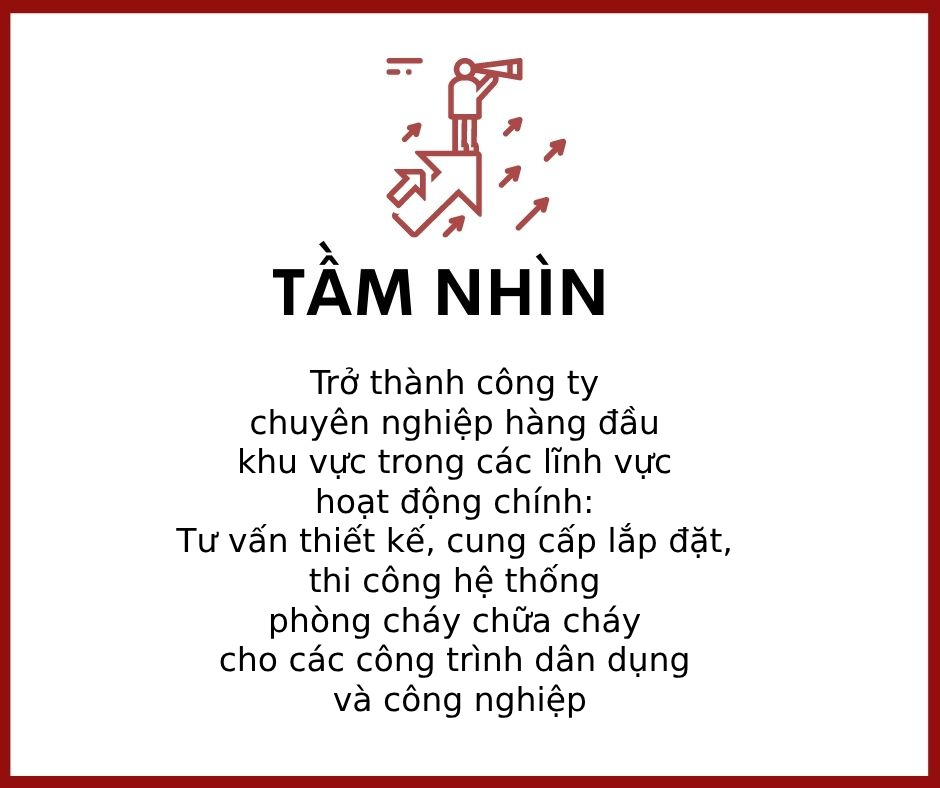 TẦM NHÌN
Trở thành công ty
chuyên nghiệp hàng đầu
khu vực trong các lĩnh vực
hoạt động chính:
Tư vấn thiết kế, cung cấp lắp đặt,
thi công hệ thống
phòng cháy chữa cháy
cho các công trình dân dụng
và công nghiệp